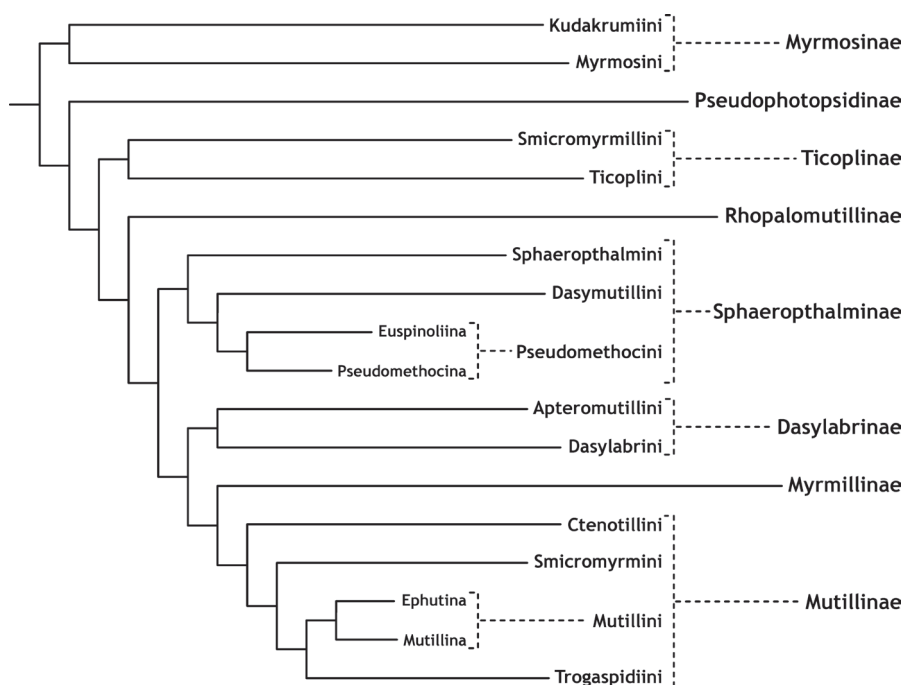 Kudakrumiini
Myrmosinae
Myrmosini
Pseudophotopsidinae
Smicromyrmillini
Ticoplinae
Ticoplini
Rhopalomutillinae
Sphaeropthalmini
Dasymutillini
Sphaeropthalminae
Euspinoliina
Pseudomethocini
Pseudomethocina
Apteromutillini
Dasylabrinae
Dasylabrini
Myrmillinae
Ctenotillini
Smicromyrmini
Ephutina
Mutillinae
Mutillini
Mutillina
Trogaspidiini